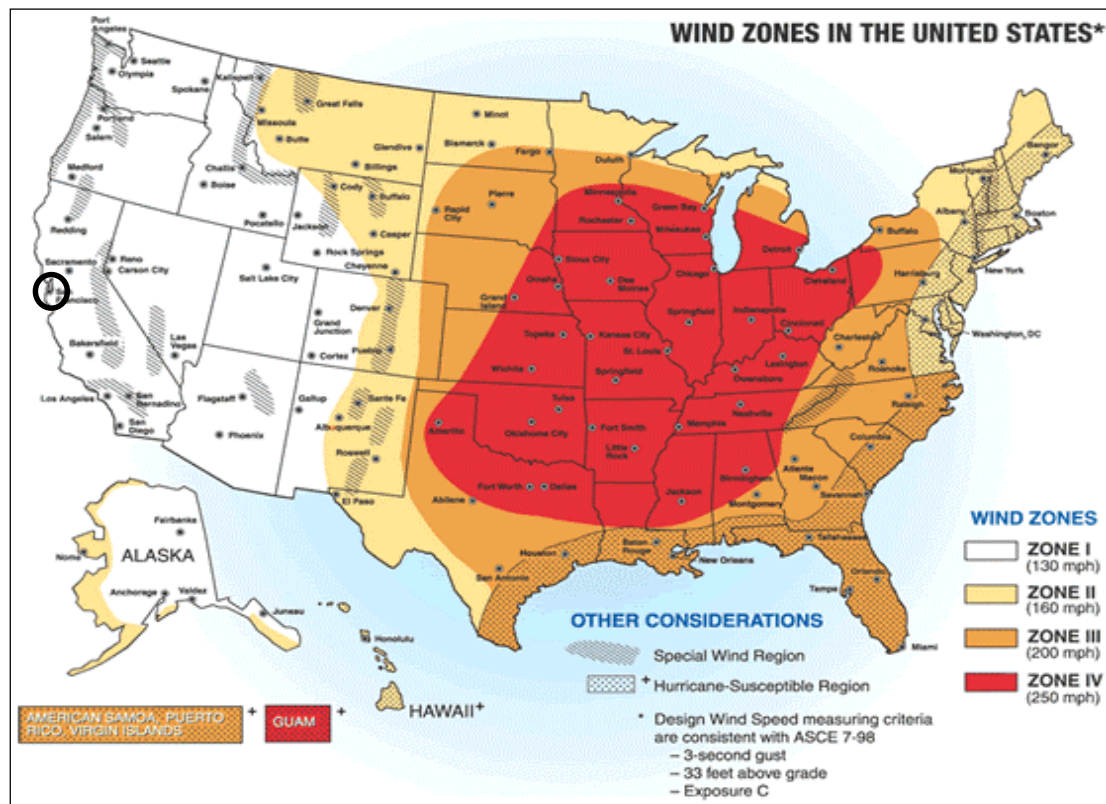 WIND ZONES IN THE UNITED STATES*
Port
Angeles
Seattle
Olympia
Spokane
Kalispell
Great Falls
Missoula
Butte
Glendive
Billings
Portland
Salem
Medford
Challis
Boise
Pocatello
Jackson
Cody
Buffalo
Casper
Rock Springs
Cheyenne
Minot
Bismarck
Fargo
Duluth
Pierre
Rapid
City
Minneapolis
Rochester
Green Bay
Milwaukee
Sioux City
Des
Moines
Omaha
Grand
Island
Chicago
Detroit
Cleveland
Buffalo
Albany
Montpelier
Bangor
Boston
New York
Harrisburg
Washington, DC
Redding
Sacramento
Reno
Carson City
San
Francisco
Salt Lake City
Grand
Junction
Denver
Pueblo
Cortez
Las
Vegas
Bakersfield
Los Angeles
San
Bernadino
San
Diego
Flagstaff
Phoenix
Gallup
Sante Fe
Albuquerque
Roswell
El Paso
Topeka
Kansas City
Wichita
Springfield
St. Louis
Springfield
Indianapolis
Cincinnati
Lexington
Owensboro
Charleston
Roanoke
Raleigh
Nashville
Memphis
Tulsa
Oklahoma City
Amarillo
Fort Smith
Little
Rock
Fort Worth
Dallas
Abilene
Jackson
Birmingham
Montgomery
Atlante
Macon
Columbia
Savannah
Houston
San Antonio
Baton
Rouge
New Orleans
Tallahassee
Orlando
Tampa
Miami
Fairbanks
Nome
ALASKA
Anchorage
Valdez
Juneau
Honolulu
HAWAII+
AMERICAN SAMOA, PUERTO
RICO, VIRGIN ISLANDS
+
GUAM
+
OTHER CONSIDERATIONS
Special Wind Region
+ Hurricane-Susceptible Region
* Design Wind Speed measuring criteria
are consistent with ASCE 7-98
– 3-second gust
– 33 feet above grade
– Exposure C
WIND ZONES
ZONE I
(130 mph)
ZONE II
(160 mph)
ZONE III
(200 mph)
ZONE IV
(250 mph)